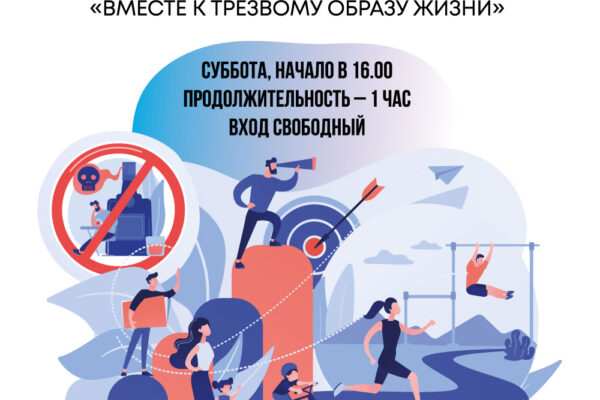 «ВМЕСТЕ К ТРЕЗВОМУ ОБРАЗУ ЖИЗНИ»
СУББОТА, НАЧАЛО В 16.00
ПРОДОЛЖИТЕЛЬНОСТЬ – 1 ЧАС
ВХОД СВОБОДНЫЙ